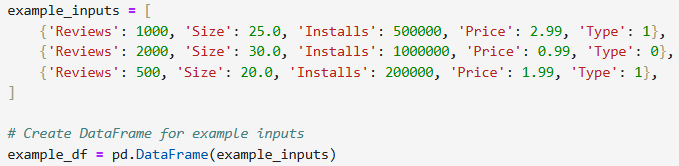 example_inputs = [
    {'Reviews': 1000, 'Size': 25.0, 'Installs': 500000, 'Price': 2.99, 'Type': 1},
    {'Reviews': 2000, 'Size': 30.0, 'Installs': 1000000, 'Price': 0.99, 'Type': 0},
    {'Reviews': 500, 'Size': 20.0, 'Installs': 200000, 'Price': 1.99, 'Type': 1},
]
# Create DataFrame for example inputs
example_df = pd.DataFrame(example_inputs)